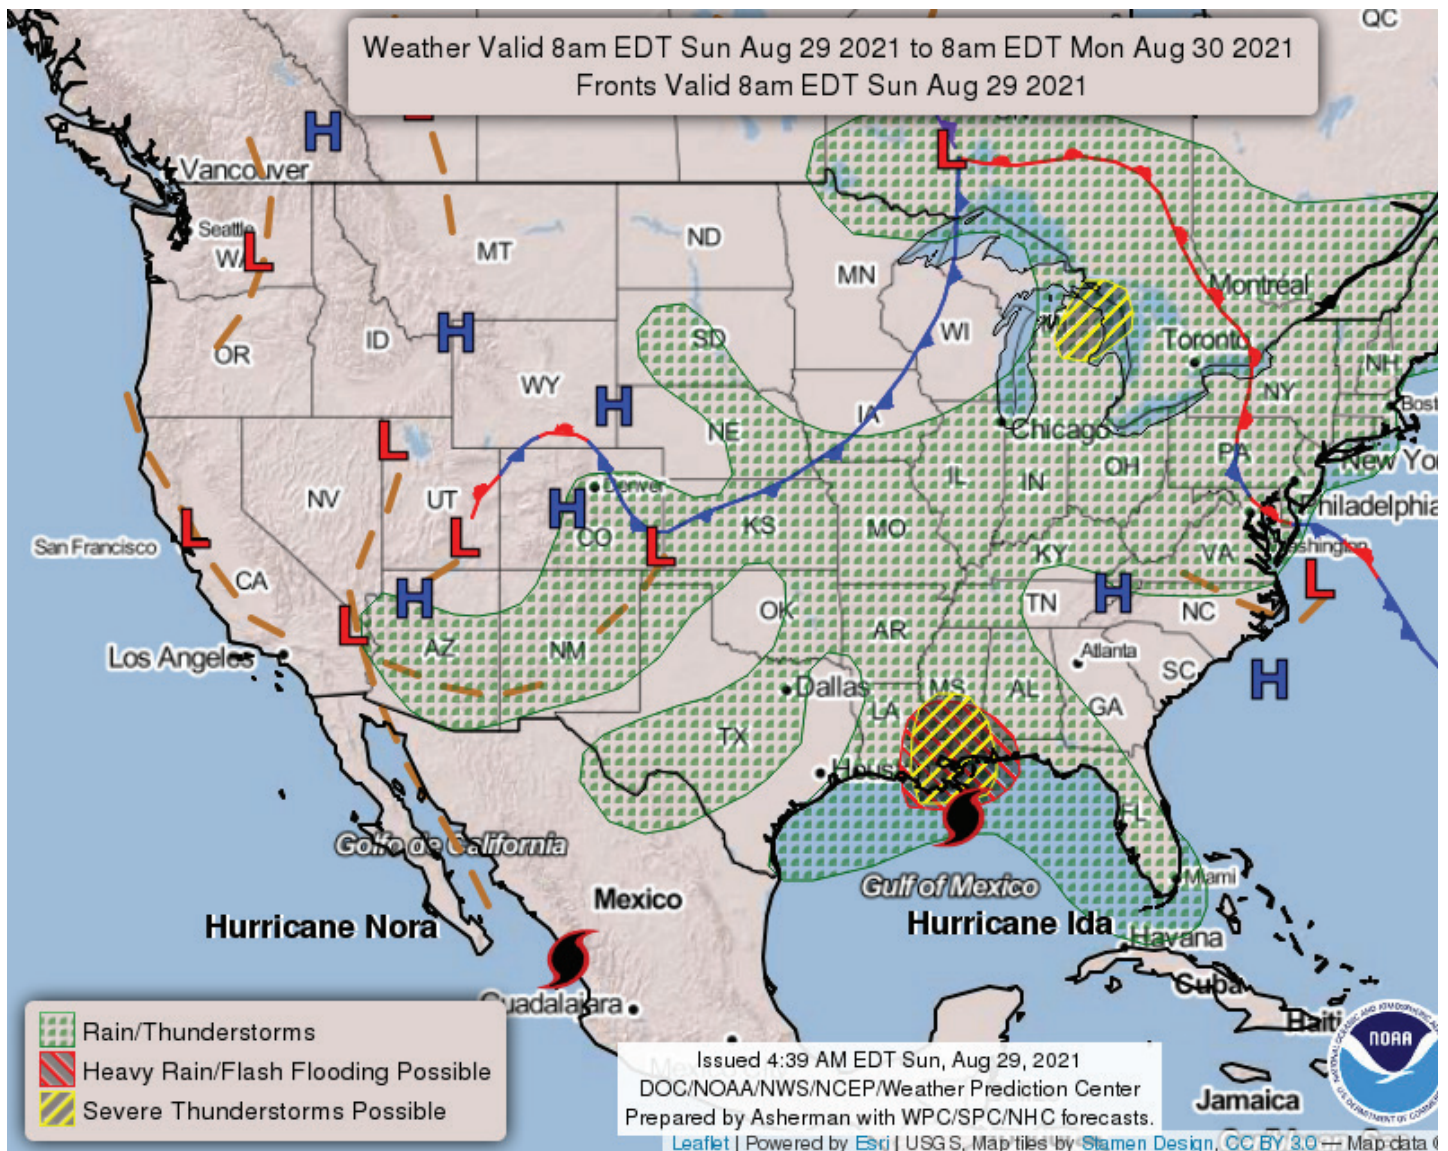 Weather Valid 8am EDT Sun Aug 29 2021 to 8am EDT Mon Aug 30 2021
Fronts Valid 8am EDT Sun Aug 29 2021
QC
H
L
Vancouver
Seattle
WA
L
MT
ND
MN
Montréal
OR
ID
H
SD
WI
Toronto
NH
WY
H
NY
IA
NE
Chicago
L
PA
NV
UT
Denver
IL
IN
OH
New Yo
H
Philadelphia
San Francisco
L
L
CO
L
KS
MO
KY
VA
CA
H
OK
TN
H
NC
L
Los Angeles
L
AZ
NM
AR
Atlanta
SC
H
Dallas
LA
MS
AL
GA
TX
FL
Golfo de California
Gulf of Mexico
Miami
Mexico
Hurricane Nora
Hurricane Ida
Havana
Cuba
Guadalajara
Haiti
NOAA
Rain/Thunderstorms
Heavy Rain/Flash Flooding Possible
Severe Thunderstorms Possible
Issued 4:39 AM EDT Sun, Aug 29, 2021
DOC/NOAA/NWS/NCEP/Weather Prediction Center
Prepared by Asherman with WPC/SPC/NHC forecasts.
Jamaica
Leaflet | Powered by Esri | USGS, Map tiles by Stamen Design, CC BY 3.0 — Map data ©